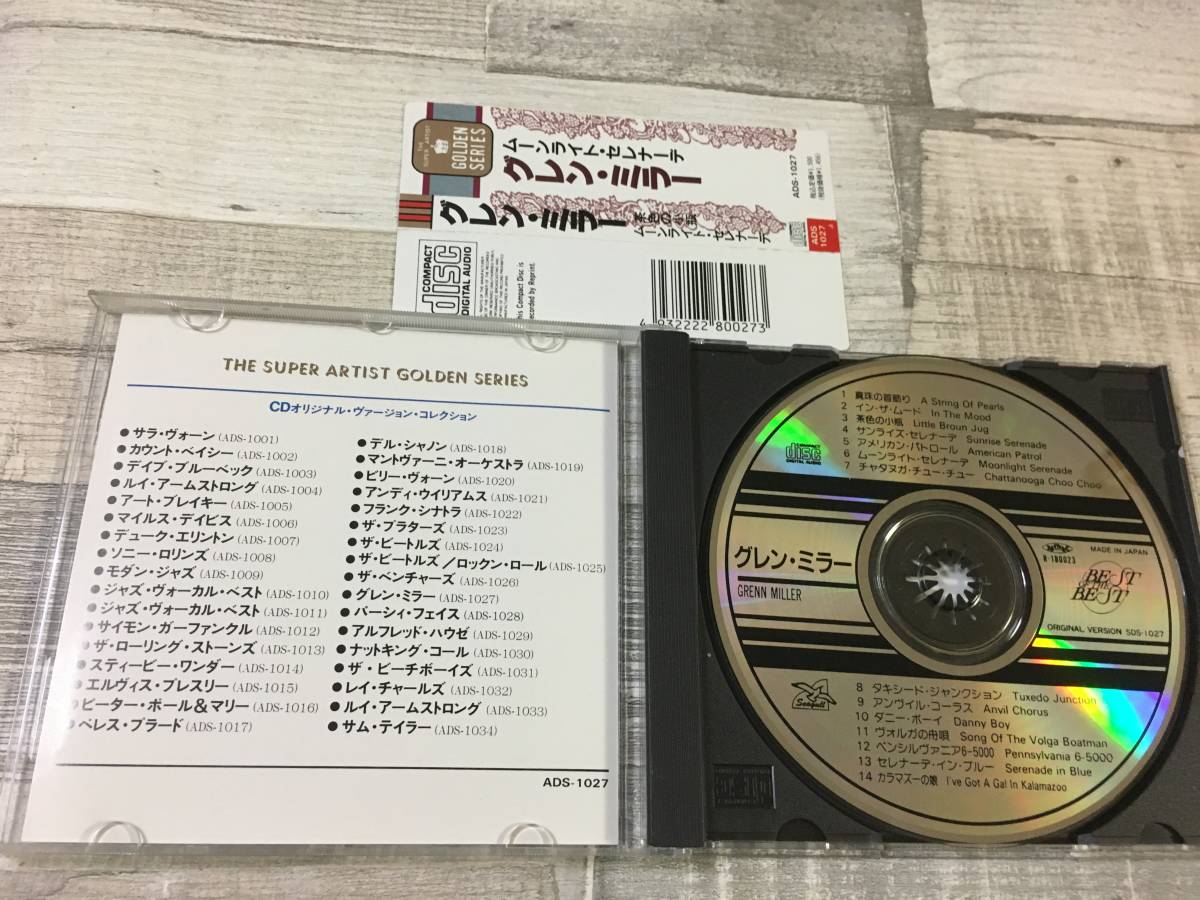 THE SUPER ARTIST
GOLDEN
SERIES
ムーンライト・セレナーデ
グレン・ミラー
ADS-1027
グレン・ミラー
茶色の小瓶
ムーンライト・セレナーデ
ADS
1027
COMPACT
disc
DIGITAL AUDIO
This Compact Disc is
recorded by Reprint.
932222 800273
THE SUPER ARTIST GOLDEN SERIES
CDオリジナル・ヴァージョン・コレクション
●サラ・ヴォーン(ADS-1001)
●カウント・ベイシー(ADS-1002)
●デイブ・ブルーベック(ADS-1003)
●ルイ・アームストロング(ADS-1004)
●アート・ブレイキー(ADS-1005)
●マイルス・デイビス(ADS-1006)
●デューク・エリントン(ADS-1007)
●ソニー・ロリンズ(ADS-1008)
●モダン・ジャズ(ADS-1009)
●ジャズ・ヴォーカル・ベスト(ADS-1010)
●ジャズ・ヴォーカル・ベスト(ADS-1011)
●サイモン・ガーファンクル(ADS-1012)
●ザ・ローリング・ストーンズ(ADS-1013)
●スティービー・ワンダー(ADS-1014)
●エルヴィス・プレスリー(ADS-1015)
●ピーター・ポール&マリー(ADS-1016)
●ペレス・プラード(ADS-1017)
●デル・シャノン(ADS-1018)
●マントヴァーニ・オーケストラ(ADS-1019)
●ビリー・ヴォーン(ADS-1020)
●アンディ・ウイリアムス(ADS-1021)
●フランク・シナトラ(ADS-1022)
●ザ・プラターズ(ADS-1023)
●ザ・ビートルズ(ADS-1024)
●ザ・ビートルズ/ロックン・ロール(ADS-1025)
●ザ・ベンチャーズ(ADS-1026)
●グレン・ミラー(ADS-1027)
●パーシィ・フェイス(ADS-1028)
●アルフレッド・ハウゼ(ADS-1029)
●ナットキング・コール(ADS-1030)
●ザ・ビーチボーイズ(ADS-1031)
●レイ・チャールズ(ADS-1032)
●ルイ・アームストロング(ADS-1033)
●サム・テイラー(ADS-1034)
ADS-1027
1 真珠の首飾り A String Of Pearls
2 イン・ザ・ムード In The Mood
3 茶色の小瓶 Little Broun Jug
4 サンライズ・セレナーデ Sunrise Serenade
5 アメリカン・パトロール American Patrol
6 ムーンライト・セレナーデ Moonlight Serenade
7 チャタヌガ・チュー・チュー Chattanooga Choo Choo
COMPACT
disc
DIGITAL AUDIO
グレン・ミラー
GRENN MILLER
MADE IN JAPAN
R-180023
BEST
of the
BEST
ORIGINAL VERSION SDS-1027
Seagull
8 タキシード・ジャンクション Tuxedo Junction
9 アンヴイル・コーラス Anvil Chorus
10 ダニー・ボーイ Danny Boy
11 ヴォルガの舟唄 Song Of The Volga Boatman
12 ペンシルヴァニア6-5000 Pennsylvania 6-5000
13 セレナーデ・イン・ブルー Serenade in Blue
14 カラマズーの娘 I've Got A Gal In Kalamazoo